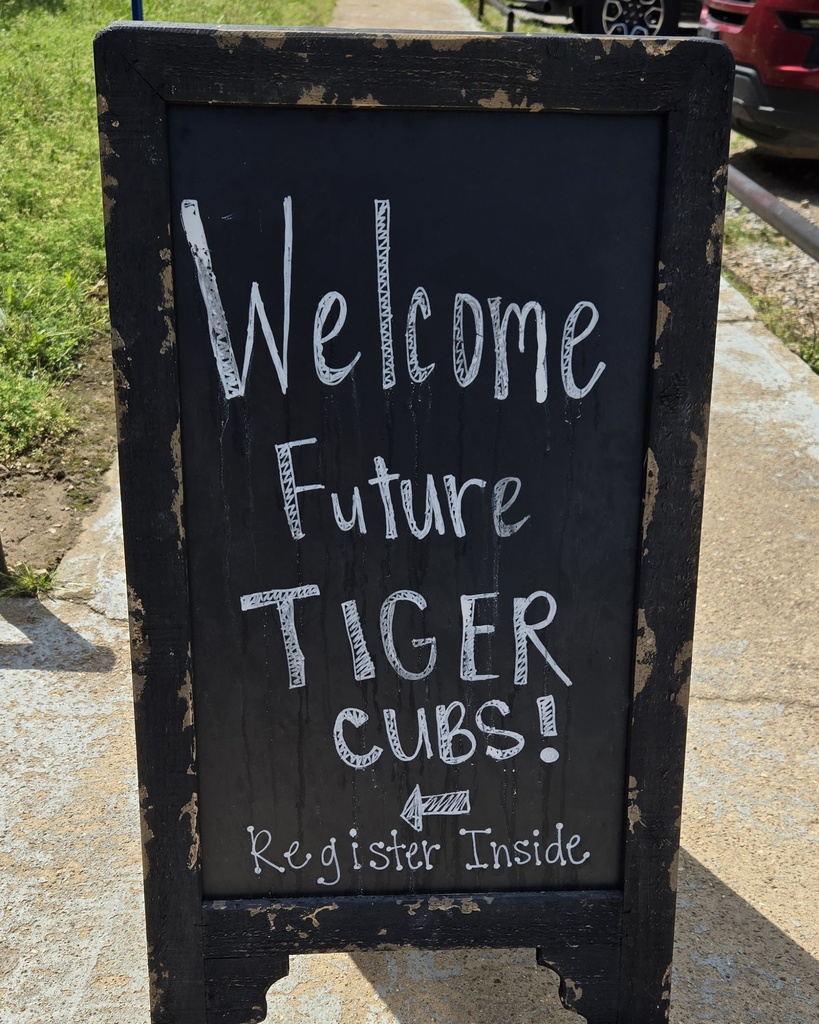 Welcome
Future
TIGER
CUBS!
Register Inside